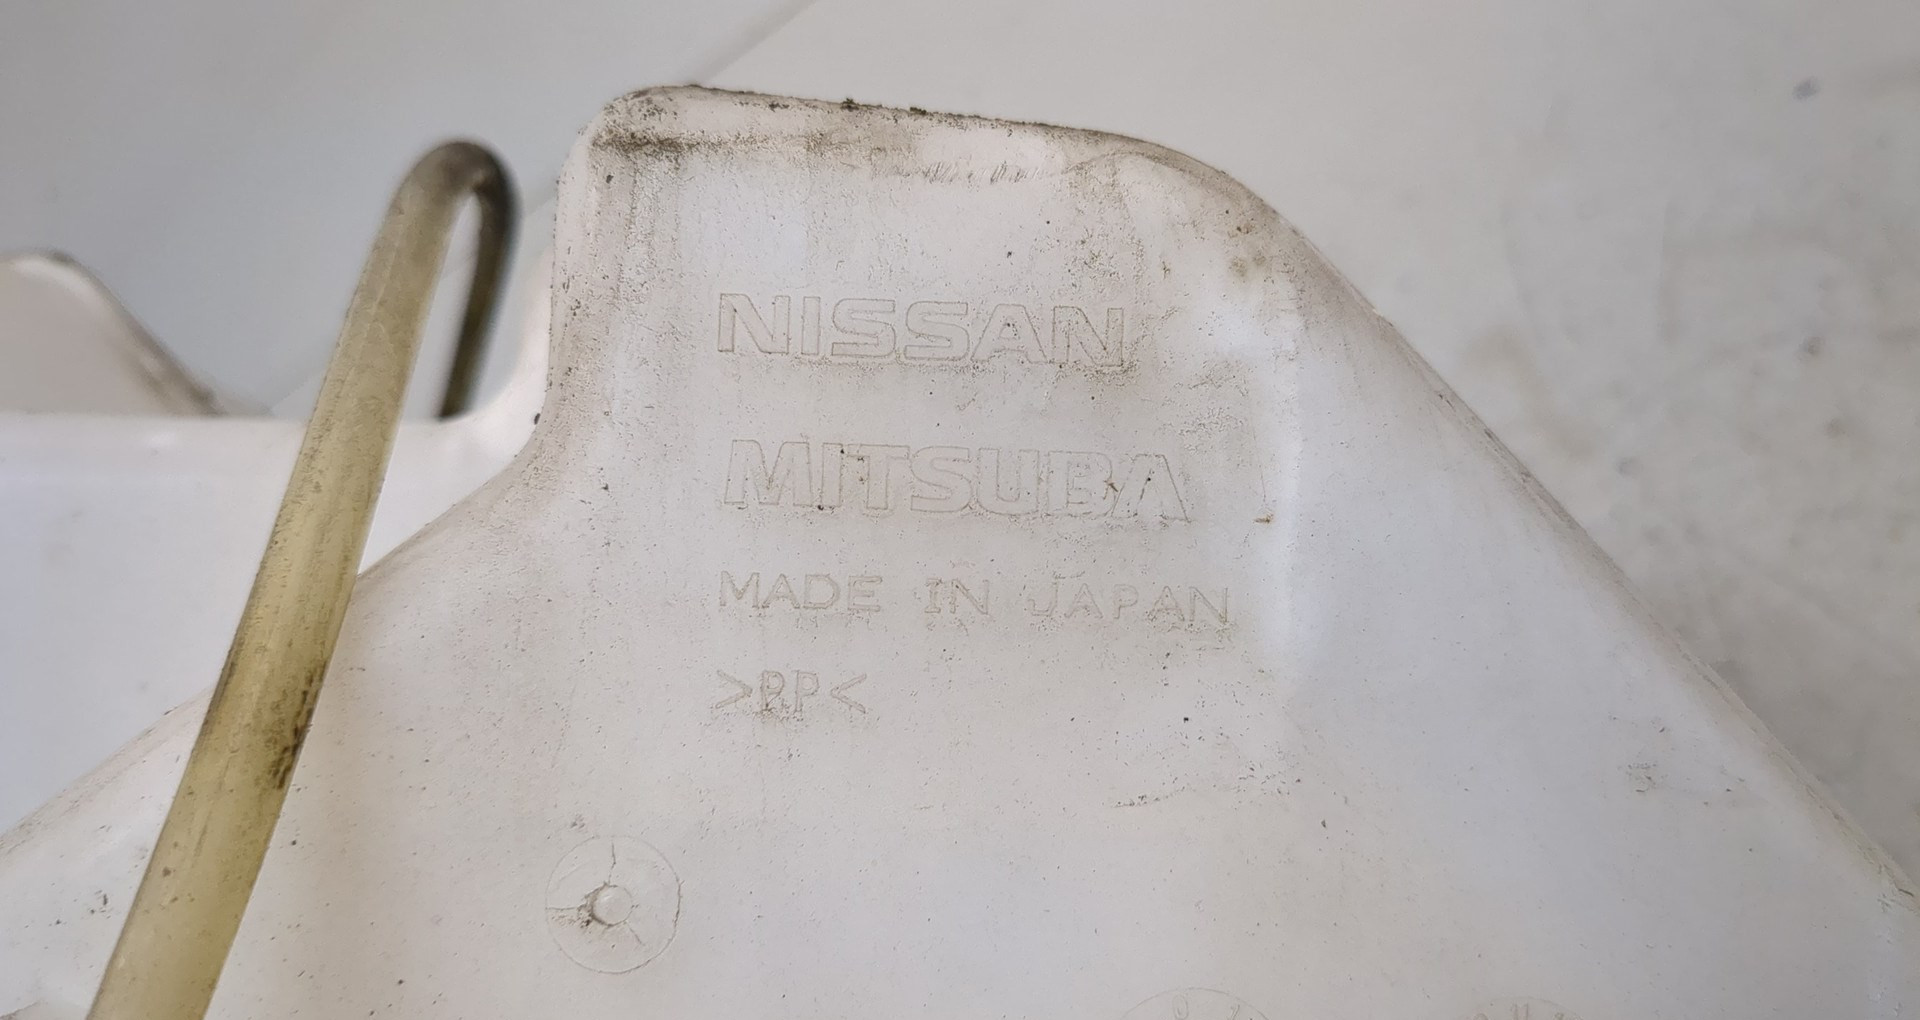 NISSAN
MITSUBA
MADE IN JAPAN
>PP<